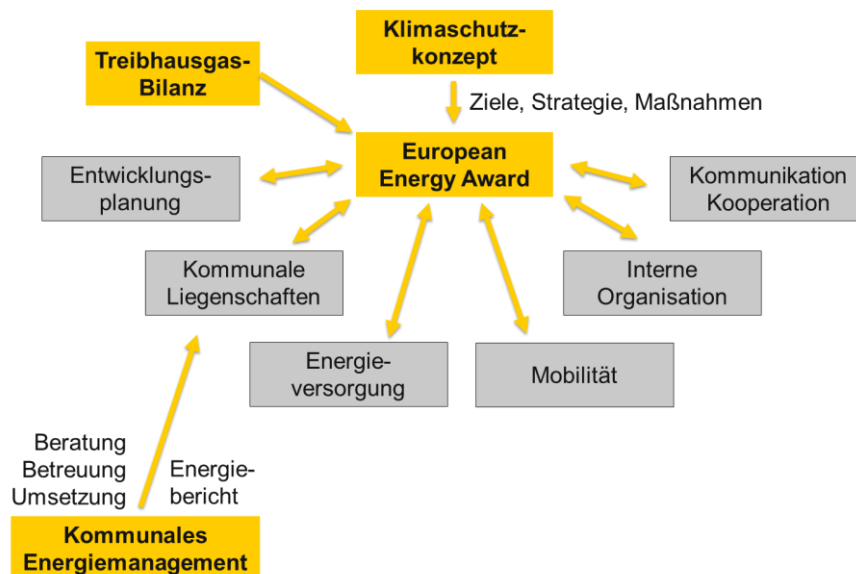 Klimaschutz-
konzept
Treibhausgas-
Bilanz
Ziele, Strategie, Maßnahmen
European
Energy Award
Entwicklungs-
planung
Kommunikation
Kooperation
Kommunale
Liegenschaften
Interne
Organisation
Energie-
versorgung
Mobilität
Beratung
Betreuung
Umsetzung
Energie-
bericht
Kommunales
Energiemanagement